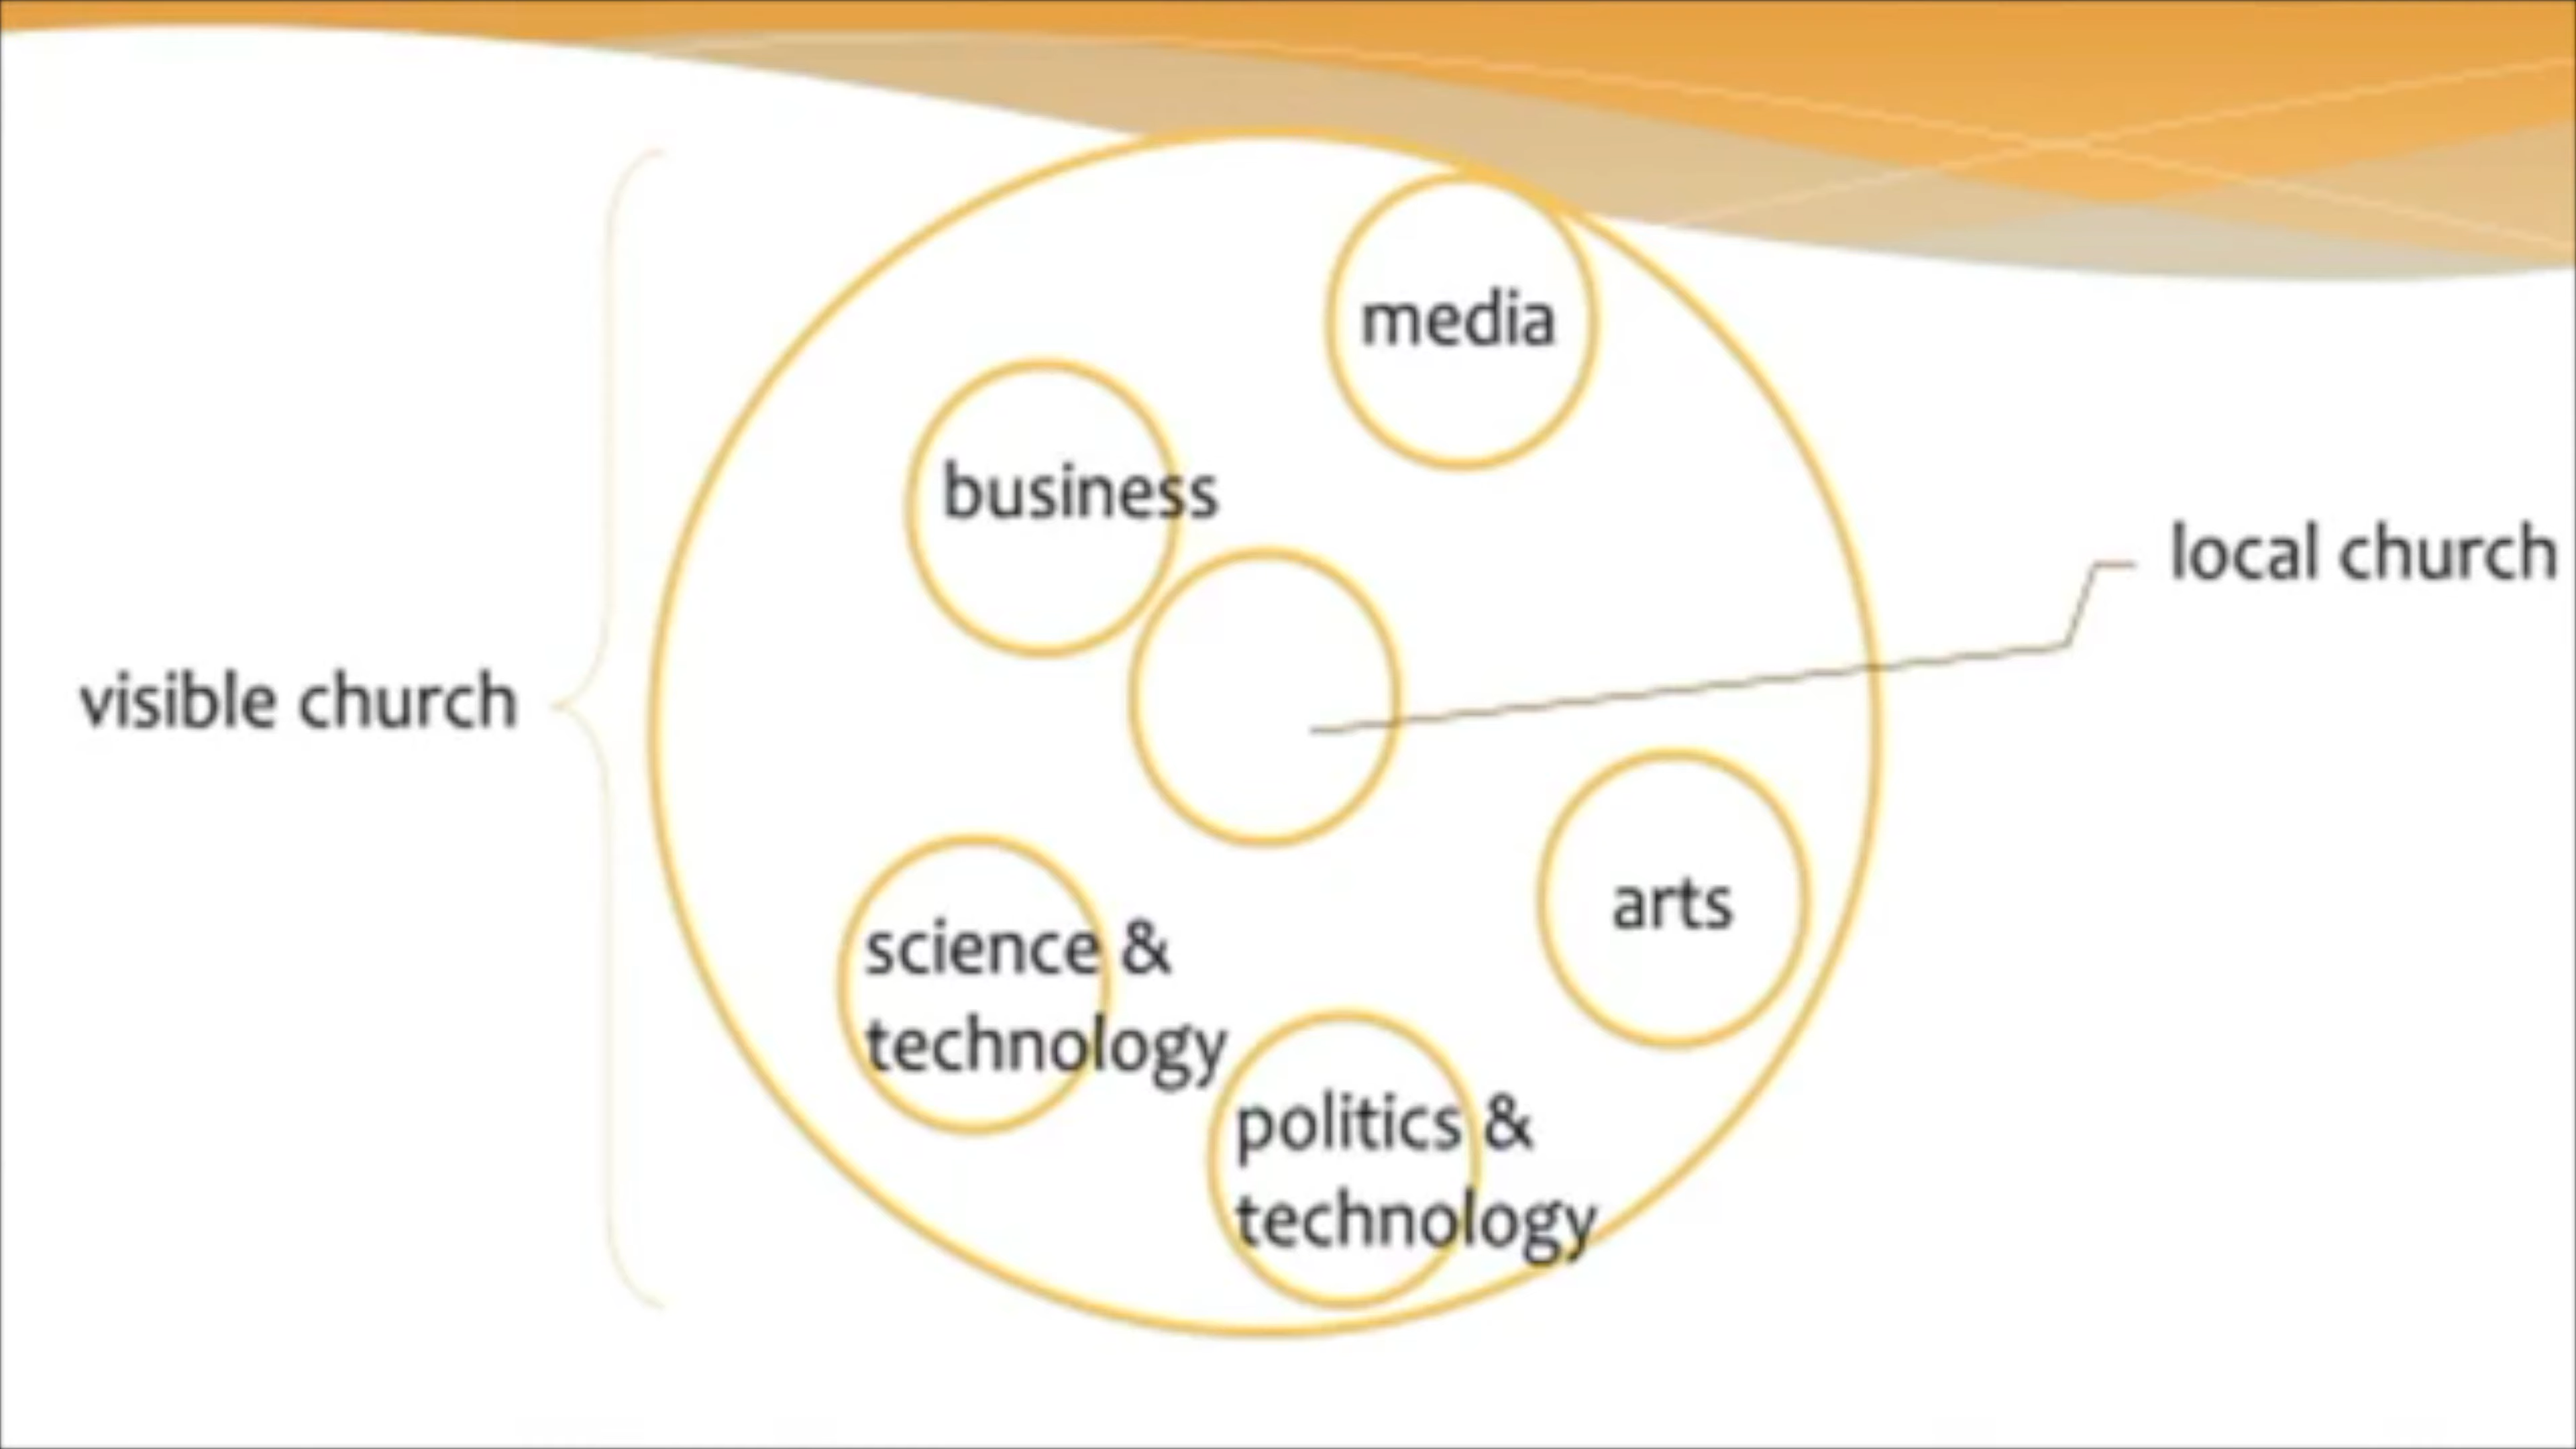 media
business
local church
visible church
arts
science &
technology
politics &
technology